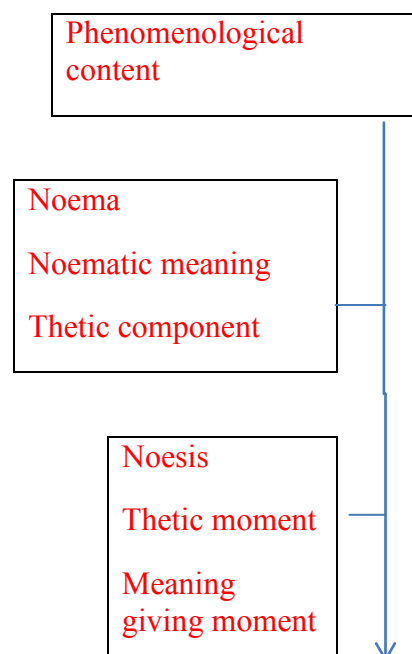 Phenomenological
content
Noema
Noematic meaning
Thetic component
Noesis
Thetic moment
Meaning
giving moment